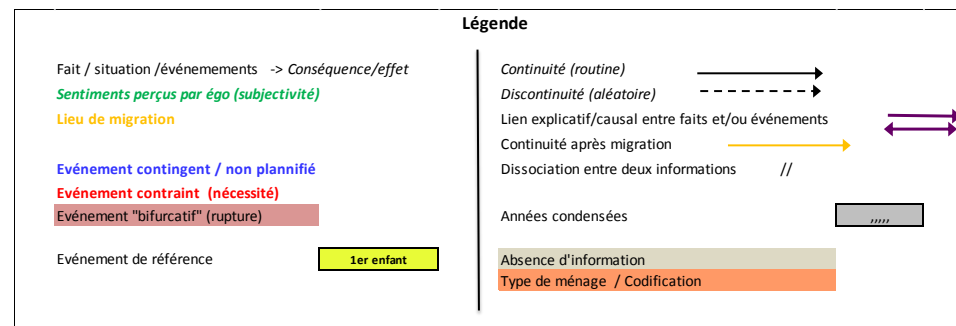 Légende
Fait / situation /événemements -> Conséquence/effet
Sentiments perçus par égo (subjectivité)
Lieu de migration
Evénement contingent / non plannifié
Evénement contraint (nécessité)
Evénement "bifurcatif" (rupture)
Evénement de référence
1er enfant
Continuité (routine)
Discontinuité (aléatoire)
Lien explicatif/causal entre faits et/ou événements
Continuité après migration
Dissociation entre deux informations //
Années condensées
,,,,,
Absence d'information
Type de ménage / Codification